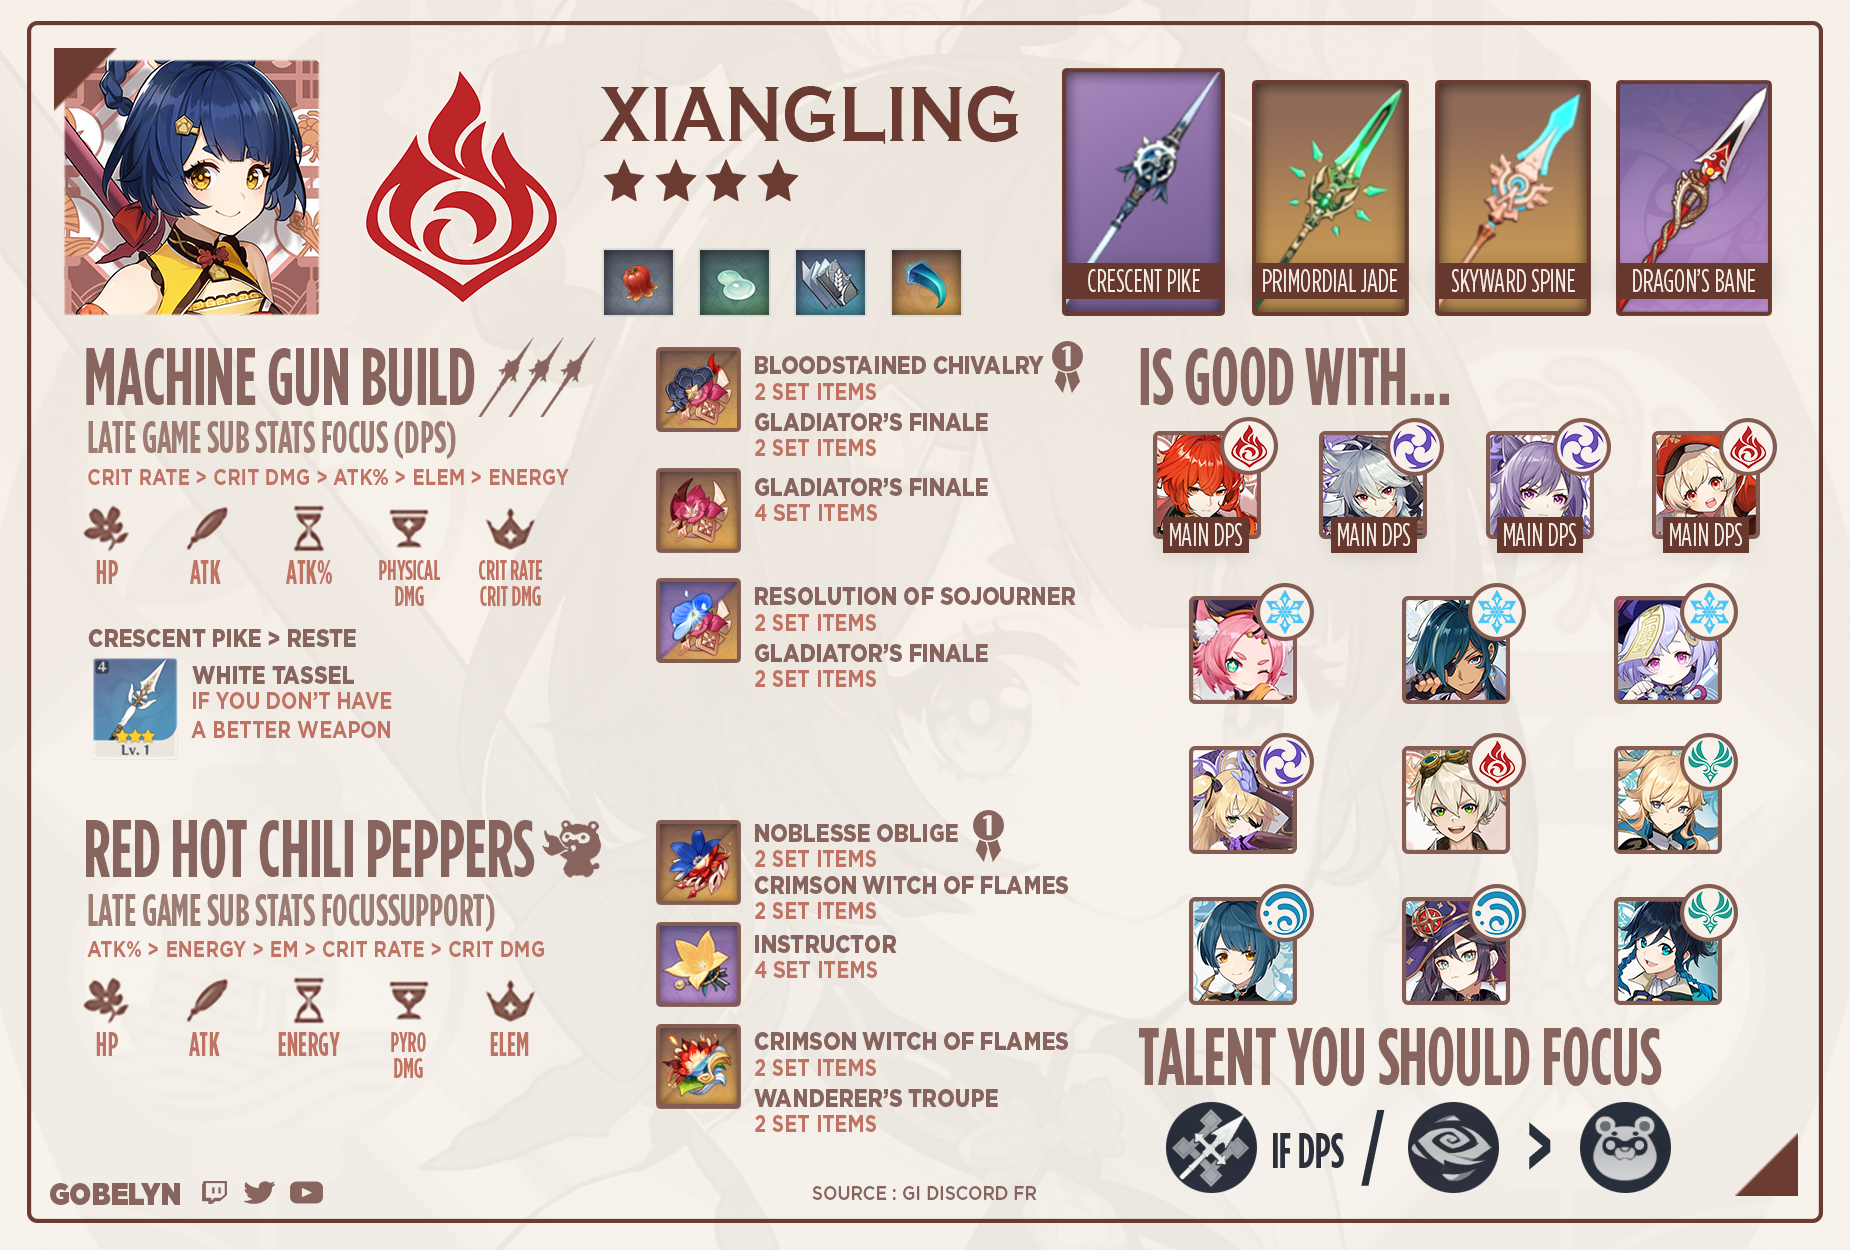 XIANGLING
CRESCENT PIKE
PRIMORDIAL JADE
SKYWARD SPINE
DRAGON'S BANE
MACHINE GUN BUILD
LATE GAME SUB STATS FOCUS (DPS)
CRIT RATE > CRIT DMG > ATK% > ELEM > ENERGY
HP
ATK
ATK%
PHYSICAL
DMG
CRIT RATE
CRIT DMG
CRESCENT PIKE > RESTE
4
Lv. 1
WHITE TASSEL
IF YOU DON'T HAVE
A BETTER WEAPON
BLOODSTAINED CHIVALRY
1
2 SET ITEMS
GLADIATOR'S FINALE
2 SET ITEMS
GLADIATOR'S FINALE
4 SET ITEMS
RESOLUTION OF SOJOURNER
2 SET ITEMS
GLADIATOR'S FINALE
2 SET ITEMS
RED HOT CHILI PEPPERS
LATE GAME SUB STATS FOCUSSUPPORT)
ATK% > ENERGY > EM > CRIT RATE > CRIT DMG
HP
ATK
ENERGY
PYRO
DMG
ELEM
NOBLESSE OBLIGE
1
2 SET ITEMS
CRIMSON WITCH OF FLAMES
2 SET ITEMS
INSTRUCTOR
4 SET ITEMS
CRIMSON WITCH OF FLAMES
2 SET ITEMS
WANDERER'S TROUPE
2 SET ITEMS
IS GOOD WITH...
MAIN DPS
MAIN DPS
MAIN DPS
MAIN DPS
TALENT YOU SHOULD FOCUS
IF DPS / >
GOBELYN
SOURCE : GI DISCORD FR